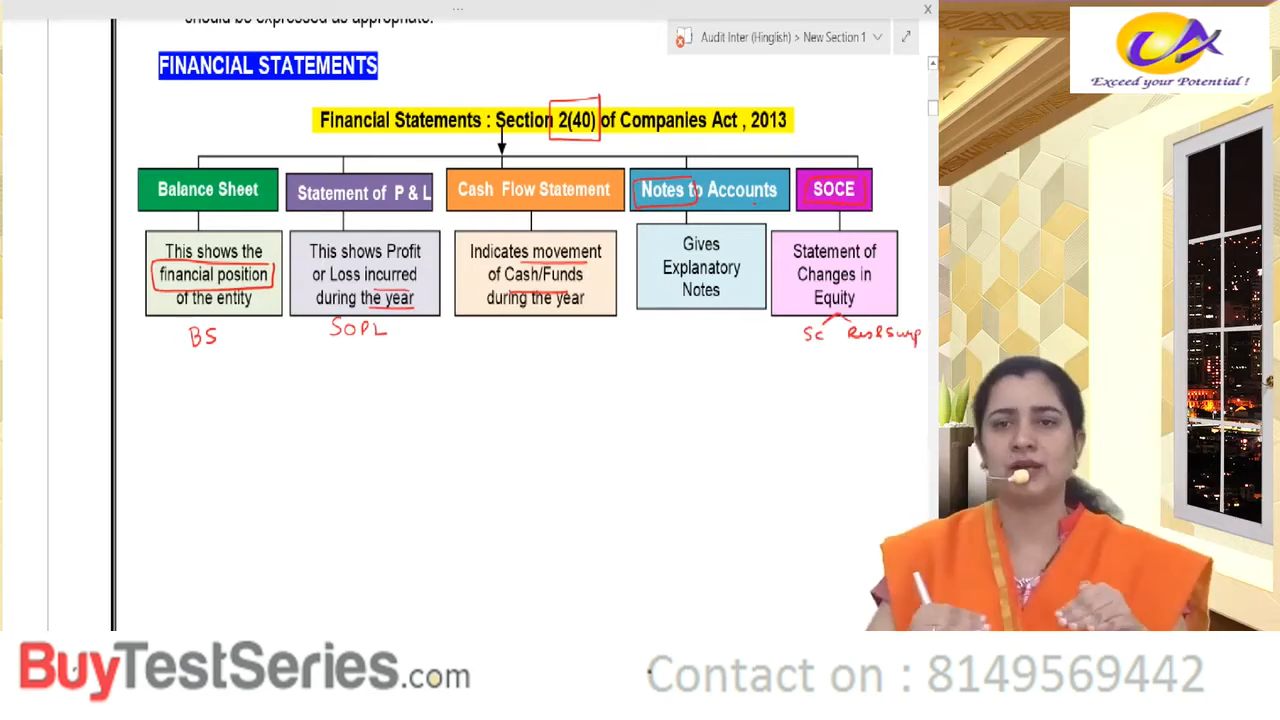 should be expressed as appropriate.
Audit Inter (Hinglish) > New Section 1
Exceed your Potential !
FINANCIAL STATEMENTS
Financial Statements : Section 2(40) of Companies Act , 2013
Balance Sheet
Statement of P & L
Cash Flow Statement
Notes to Accounts
SOCE
This shows the
financial position
of the entity
This shows Profit
or Loss incurred
during the year
Indicates movement
of Cash/Funds
during the year
Gives
Explanatory
Notes
Statement of
Changes in
Equity
BS
SOPL
Sc
Res & Surp
BuyTestSeries.com
Contact on : 8149569442